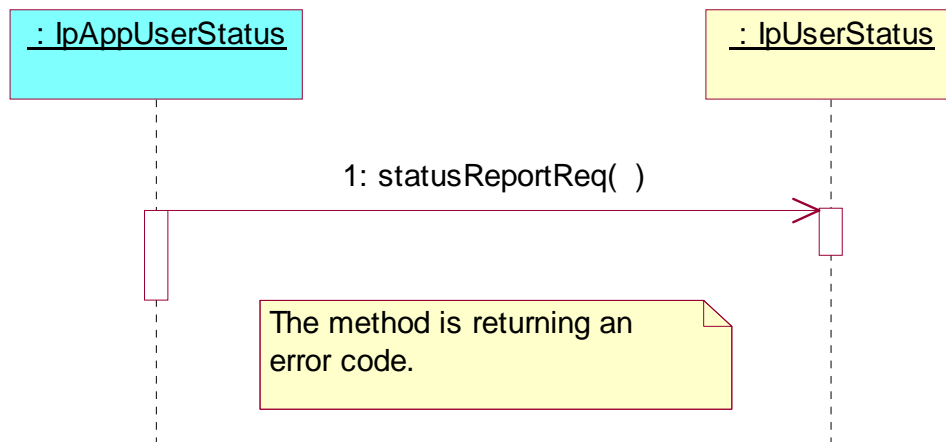 : IpAppUserStatus
: IpUserStatus
1: statusReportReq(  )
The method is returning an
error code.